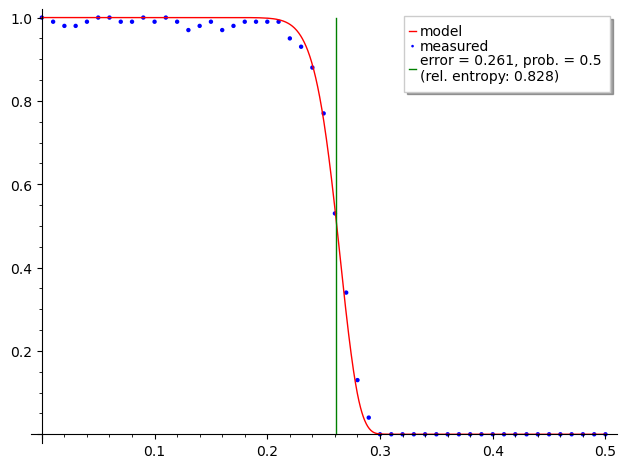 1.0
model
measured
error = 0.261, prob. = 0.5
(rel. entropy: 0.828)
0.8
0.6
0.4
0.2
0.1 0.2 0.3 0.4 0.5